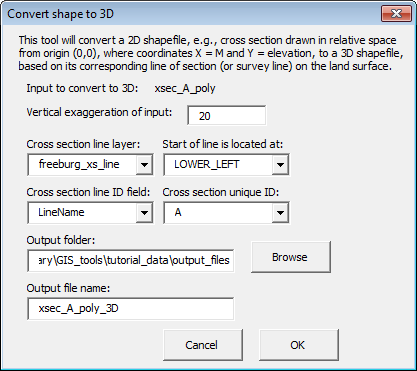 Convert shape to 3D
This tool will convert a 2D shapefile, e.g., cross section drawn in relative space
from origin (0,0), where coordinates X = M and Y = elevation, to a 3D shapefile,
based on its corresponding line of section (or survey line) on the land surface.
Input to convert to 3D: xsec_A_poly
Vertical exaggeration of input: 20
Cross section line layer: Start of line is located at:
freeburg_xs_line LOWER_LEFT
Cross section line ID field: Cross section unique ID:
LineName A
Output folder:
ary\GIS_tools\tutorial_data\output_files Browse
Output file name:
xsec_A_poly_3D
Cancel OK